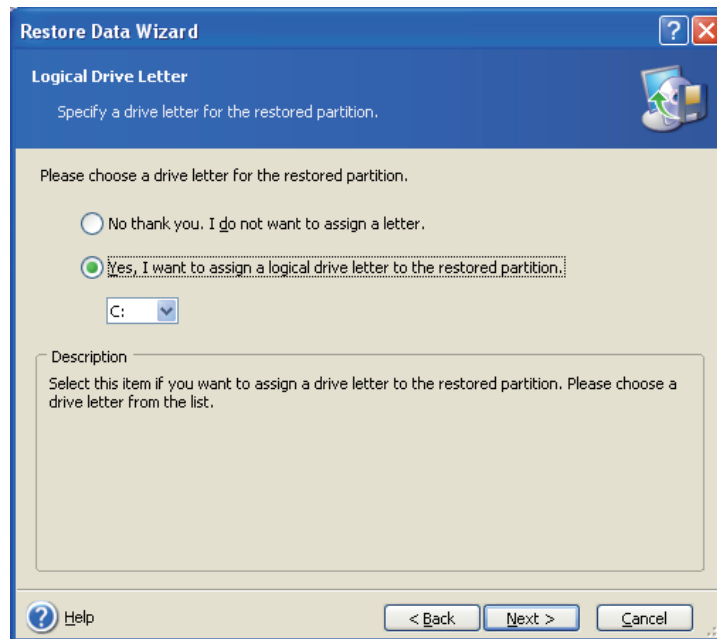 Restore Data Wizard
?
Logical Drive Letter
Specify a drive letter for the restored partition.
Please choose a drive letter for the restored partition.
No thank you. I do not want to assign a letter.
Yes, I want to assign a logical drive letter to the restored partition.
C:
Description
Select this item if you want to assign a drive letter to the restored partition. Please choose a
drive letter from the list.
? Help
< Back
Next >
Cancel